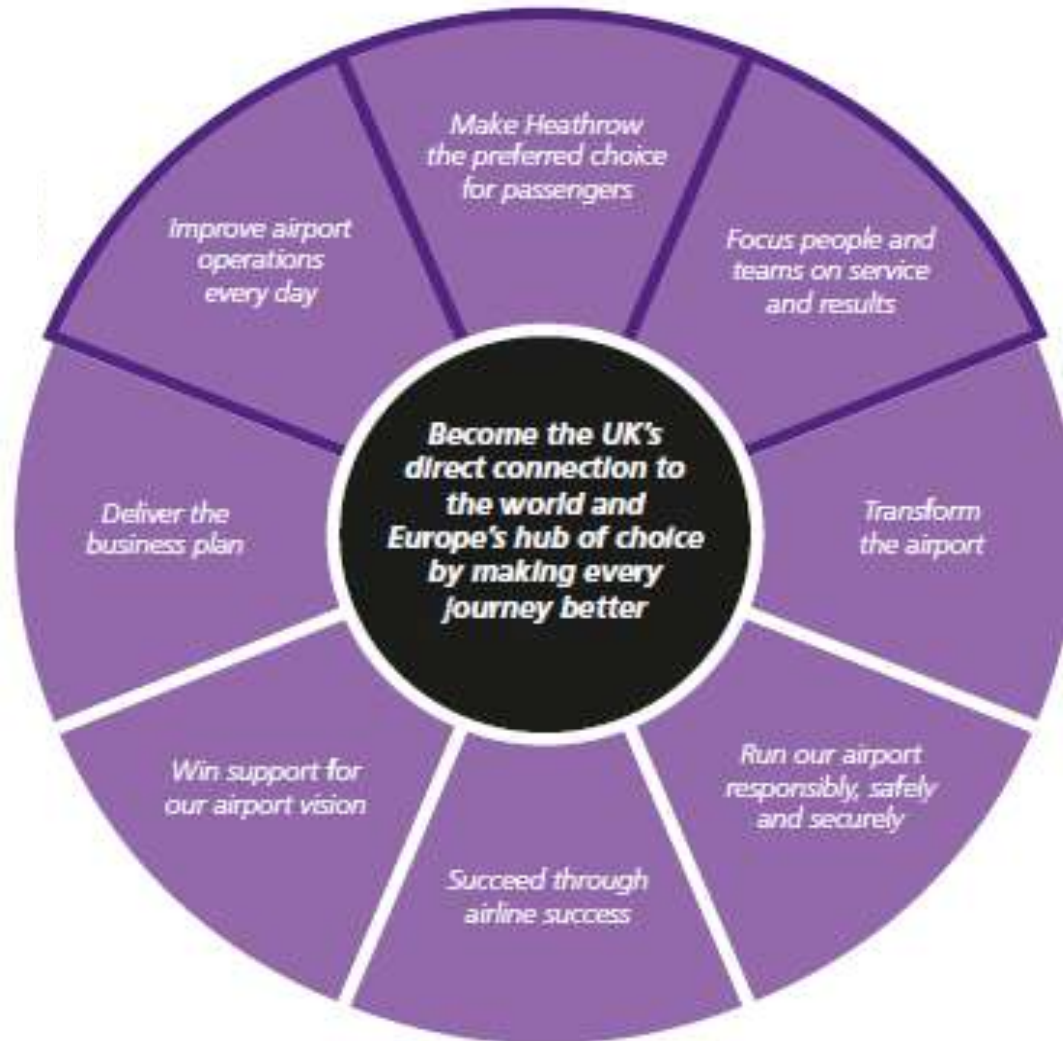 Make Heathrow
the preferred choice
for passengers
Focus people and
teams on service
and results
Transform
the airport
Run our airport
responsibly, safely
and securely
Succeed through
airline success
Win support for
our airport vision
Deliver the
business plan
Improve airport
operations
every day
Become the UK's
direct connection to
the world and
Europe's hub of choice
by making every
journey better